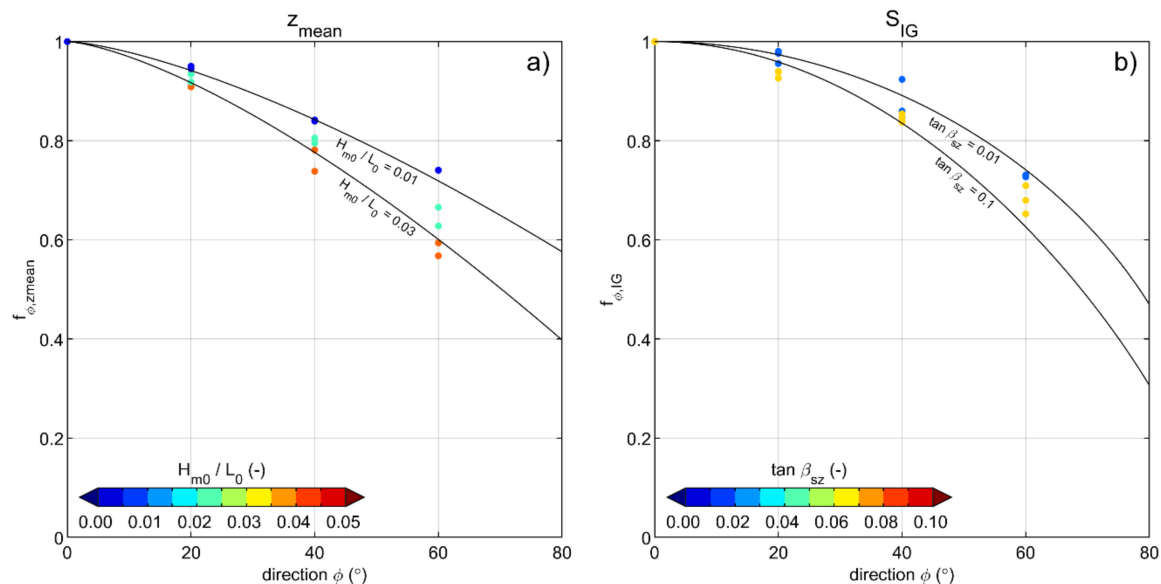 z_mean
a)
1
0.8
0.6
0.4
0.2
0
f_ϕ,zmean
H_m0 / L_0 = 0.01
H_m0 / L_0 = 0.03
H_m0 / L_0 (-)
0.00 0.01 0.02 0.03 0.04 0.05
0 20 40 60 80
direction ϕ (°)
S_IG
b)
1
0.8
0.6
0.4
0.2
0
f_ϕ,IG
tan β_sz = 0.01
tan β_sz = 0.1
tan β_sz (-)
0.00 0.02 0.04 0.06 0.08 0.10
0 20 40 60 80
direction ϕ (°)